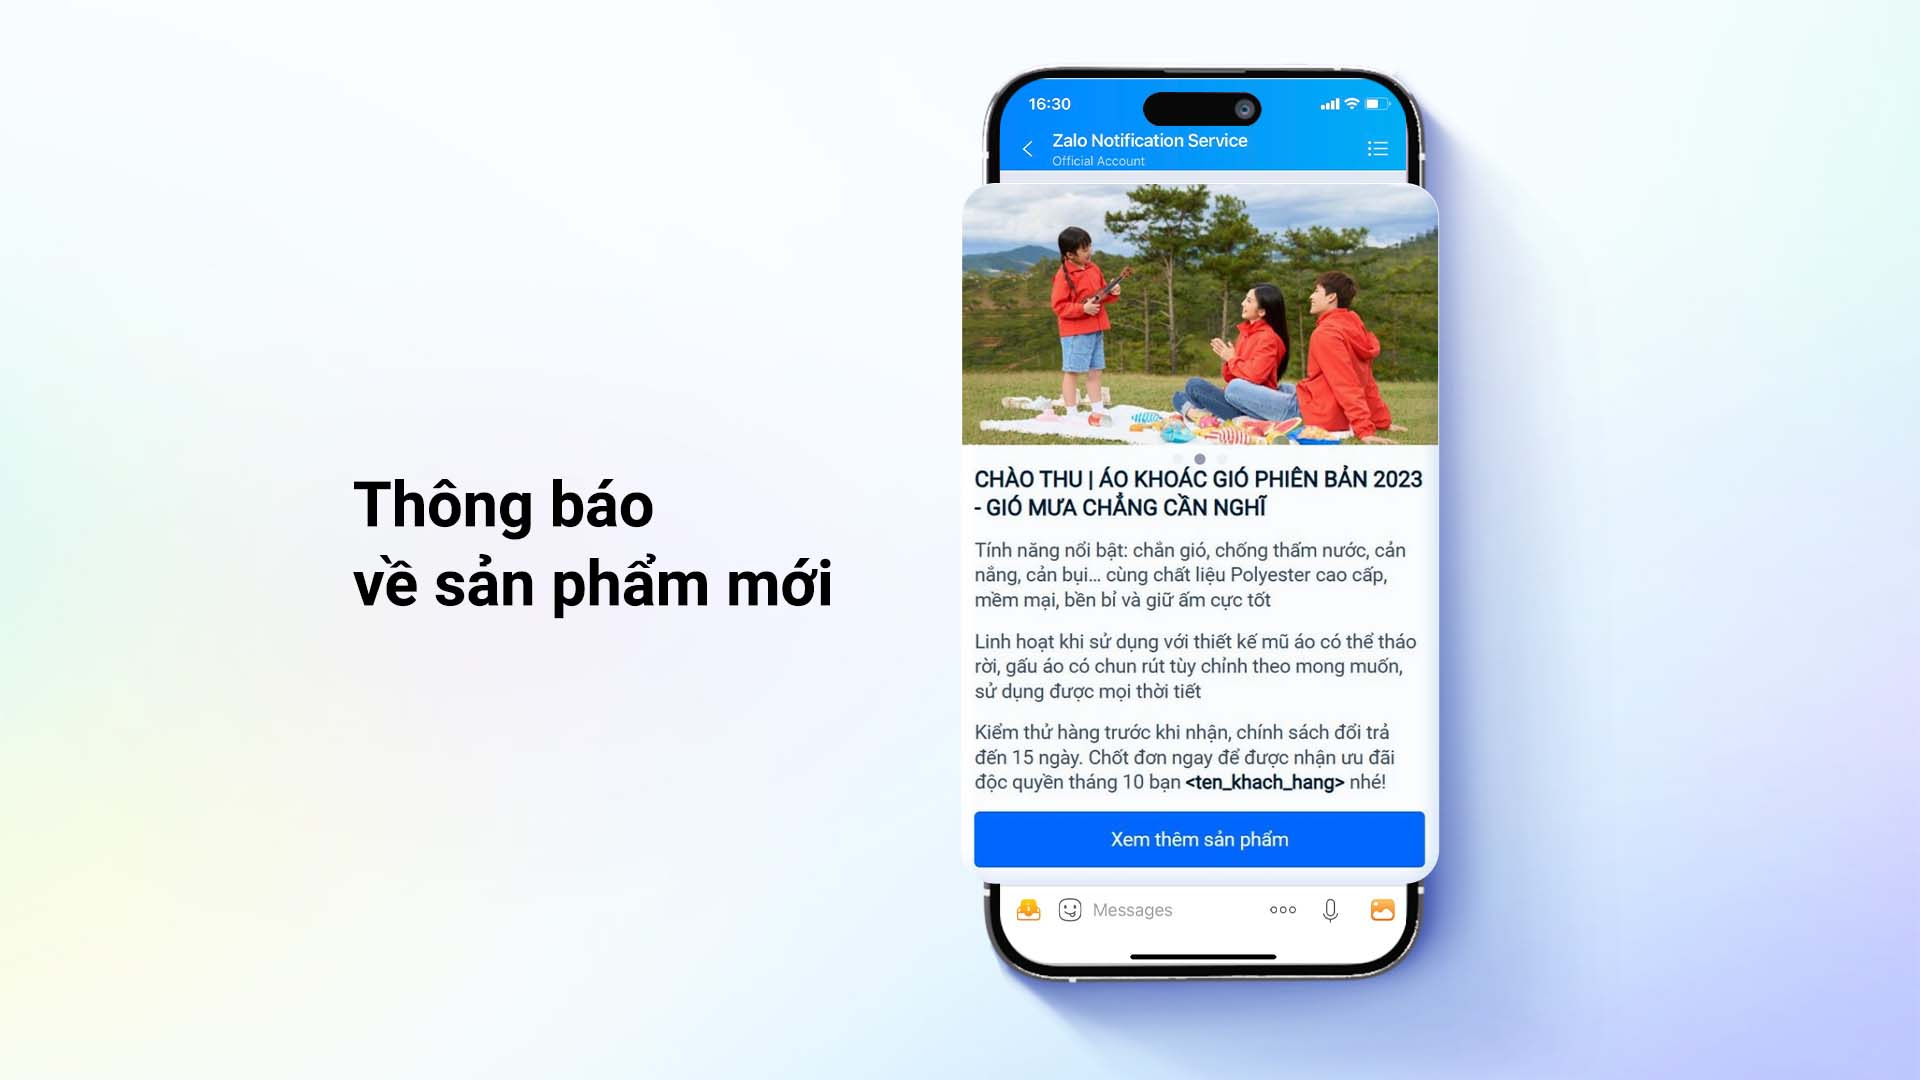 Thông báo
về sản phẩm mới
16:30
Zalo Notification Service
Official Account
CHÀO THU | ÁO KHOÁC GIÓ PHIÊN BẢN 2023
- GIÓ MƯA CHẲNG CẦN NGHĨ
Tính năng nổi bật: chắn gió, chống thấm nước, cản
nắng, cản bụi... cùng chất liệu Polyester cao cấp,
mềm mại, bền bỉ và giữ ấm cực tốt
Linh hoạt khi sử dụng với thiết kế mũ áo có thể tháo
rời, gấu áo có chun rút tùy chỉnh theo mong muốn,
sử dụng được mọi thời tiết
Kiểm thử hàng trước khi nhận, chính sách đổi trả
đến 15 ngày. Chốt đơn ngay để được nhận ưu đãi
độc quyền tháng 10 bạn <ten_khach_hang> nhé!
Xem thêm sản phẩm
Messages